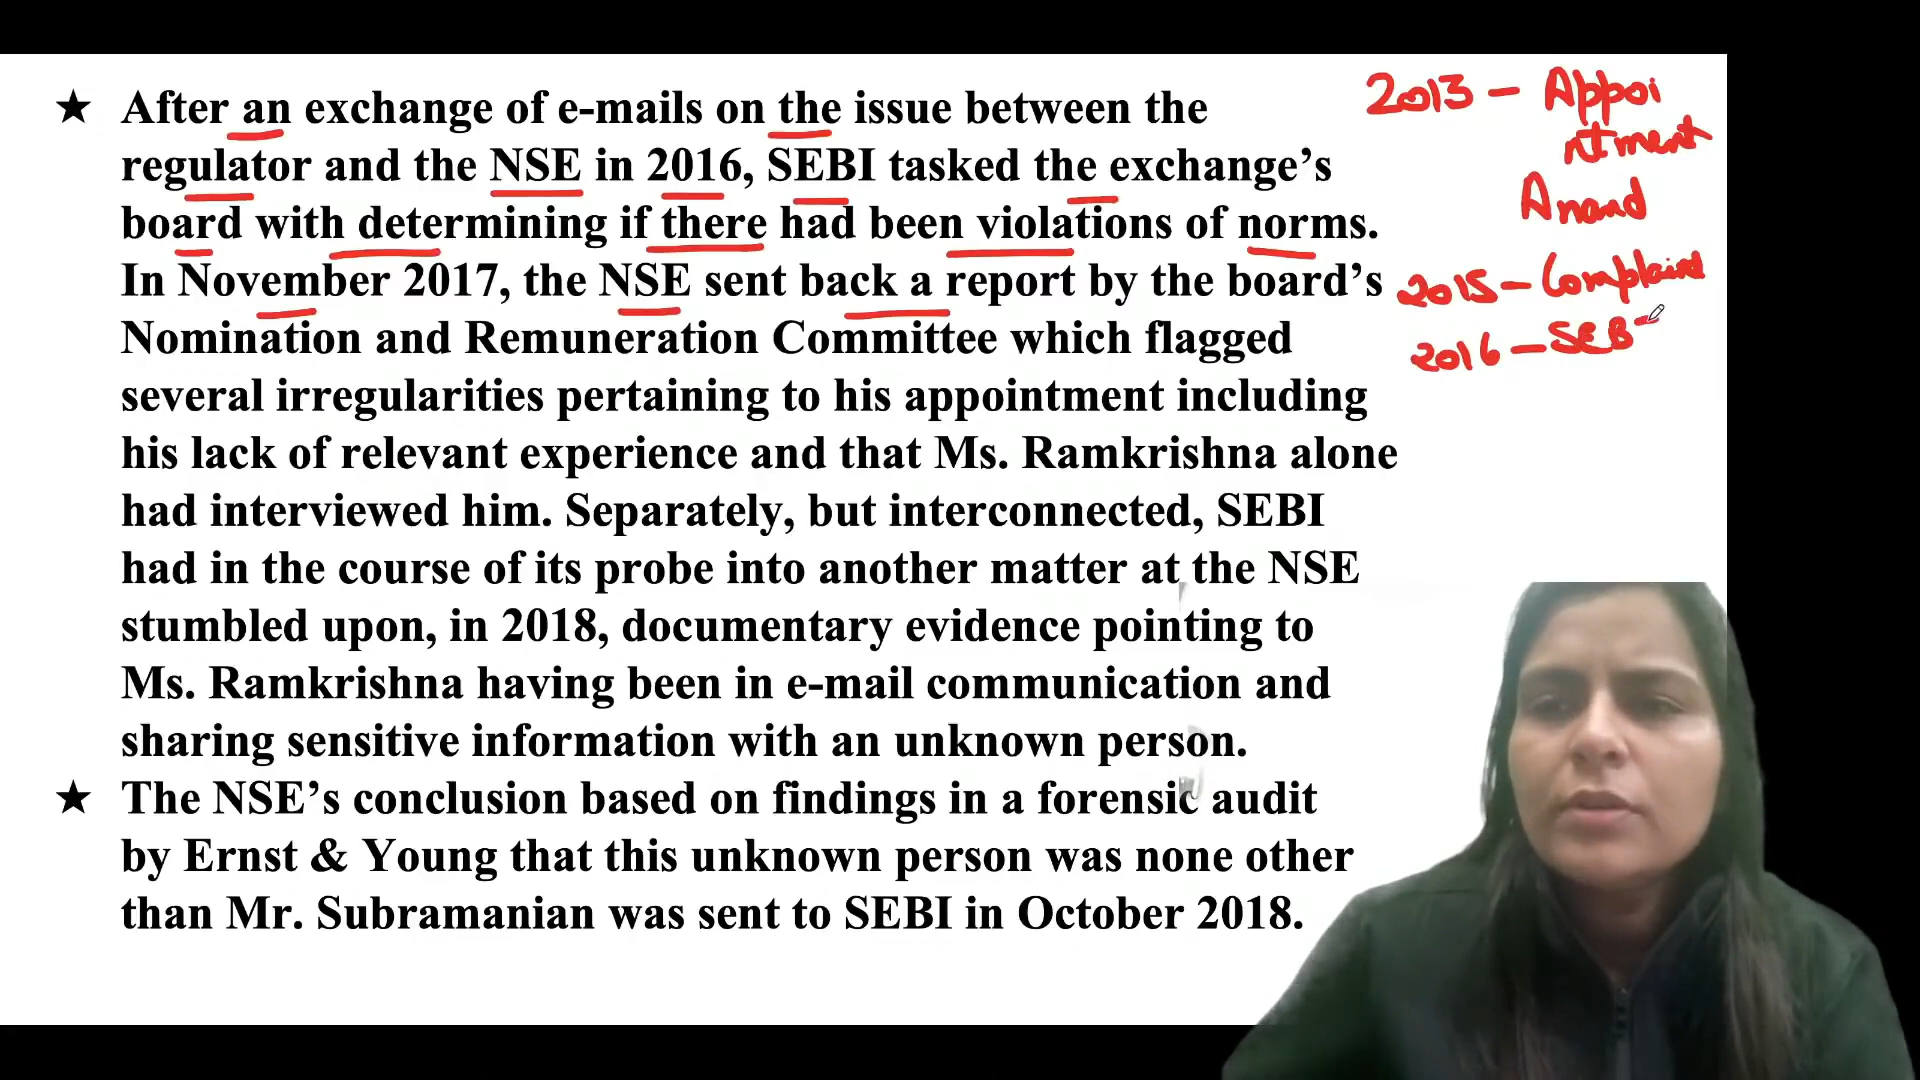 ★ After an exchange of e-mails on the issue between the
regulator and the NSE in 2016, SEBI tasked the exchange’s
board with determining if there had been violations of norms.
In November 2017, the NSE sent back a report by the board’s
Nomination and Remuneration Committee which flagged
several irregularities pertaining to his appointment including
his lack of relevant experience and that Ms. Ramkrishna alone
had interviewed him. Separately, but interconnected, SEBI
had in the course of its probe into another matter at the NSE
stumbled upon, in 2018, documentary evidence pointing to
Ms. Ramkrishna having been in e-mail communication and
sharing sensitive information with an unknown person.
★ The NSE’s conclusion based on findings in a forensic audit
by Ernst & Young that this unknown person was none other
than Mr. Subramanian was sent to SEBI in October 2018.
2013 - Appoi
ntment
Anand
2015 - Complaint
2016 - SEB